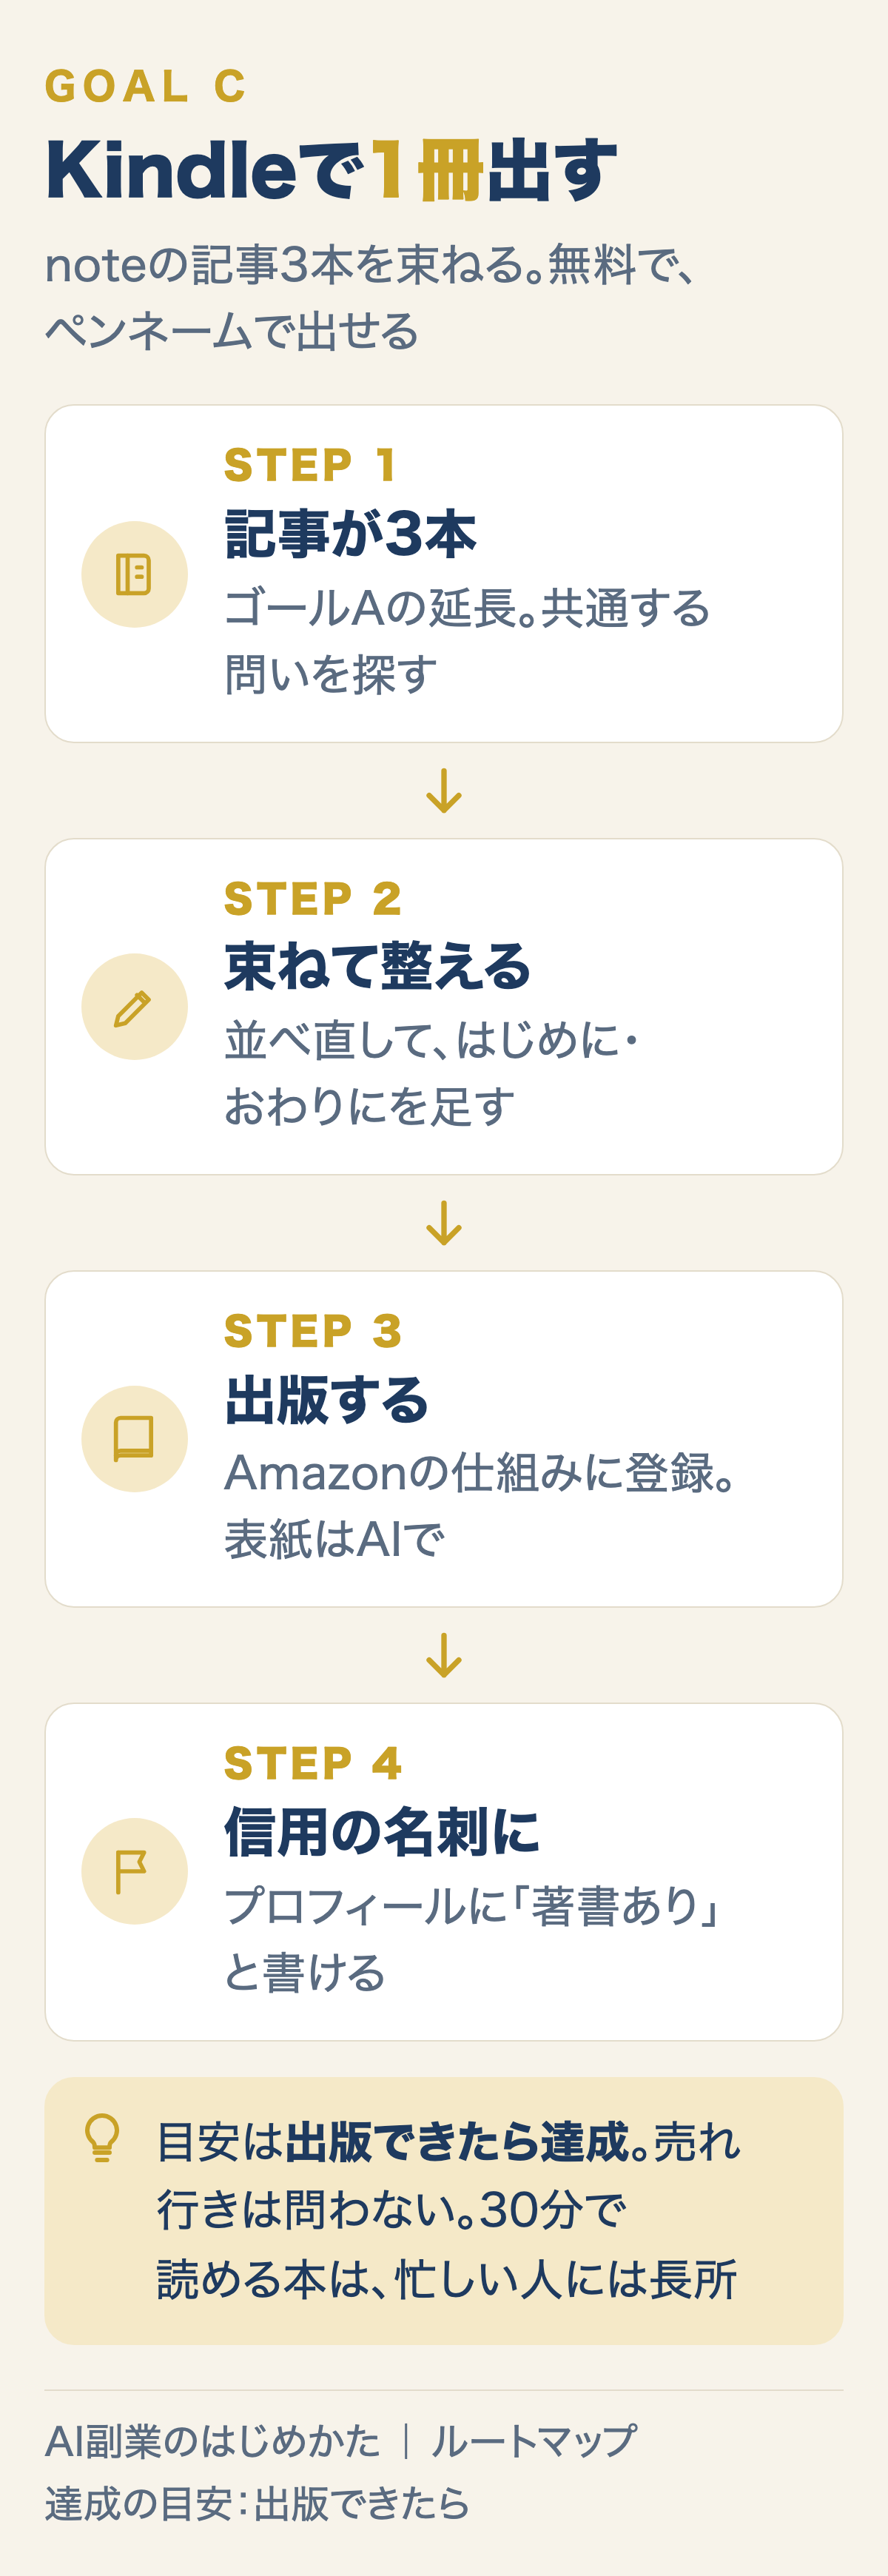 GOAL C
Kindleで1冊出す
noteの記事3本を束ねる。無料で、
ペンネームで出せる
STEP 1
記事が3本
ゴールAの延長。共通する
問いを探す
STEP 2
束ねて整える
並べ直して、はじめに・
おわりにを足す
STEP 3
出版する
Amazonの仕組みに登録。
表紙はAIで
STEP 4
信用の名刺に
プロフィールに「著書あり」
と書ける
目安は出版できたら達成。売れ
行きは問わない。30分で
読める本は、忙しい人には長所
AI副業のはじめかた｜ルートマップ
達成の目安：出版できたら